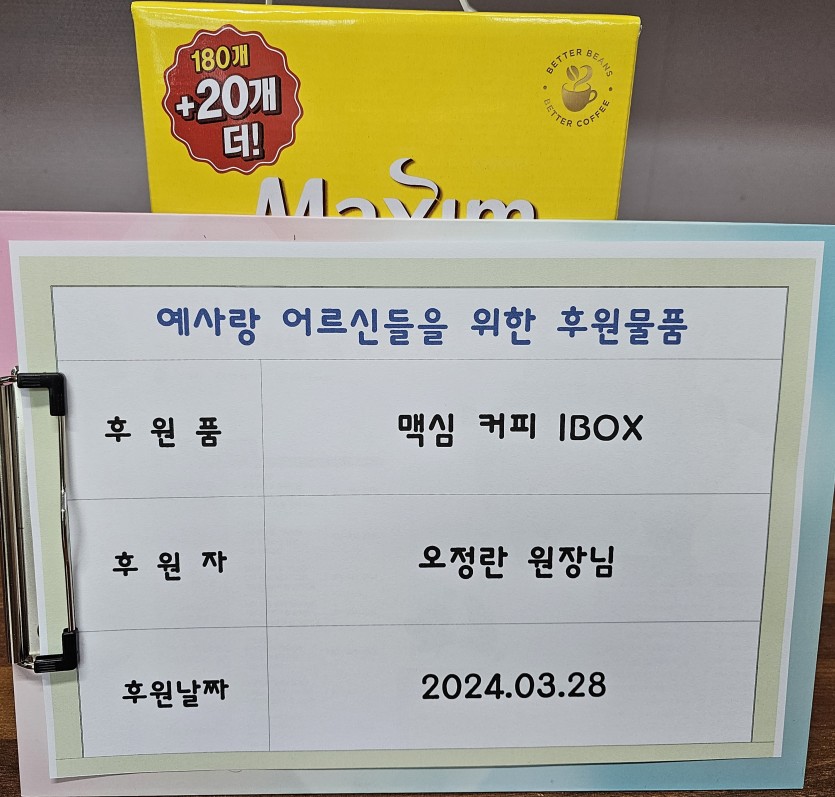 180개
+20개
더!
BETTER BEANS
BETTER COFFEE
Maxim
예사랑 어르신들을 위한 후원물품
후 원 품
맥심 커피 1BOX
후 원 자
오정란 원장님
후원날짜
2024.03.28